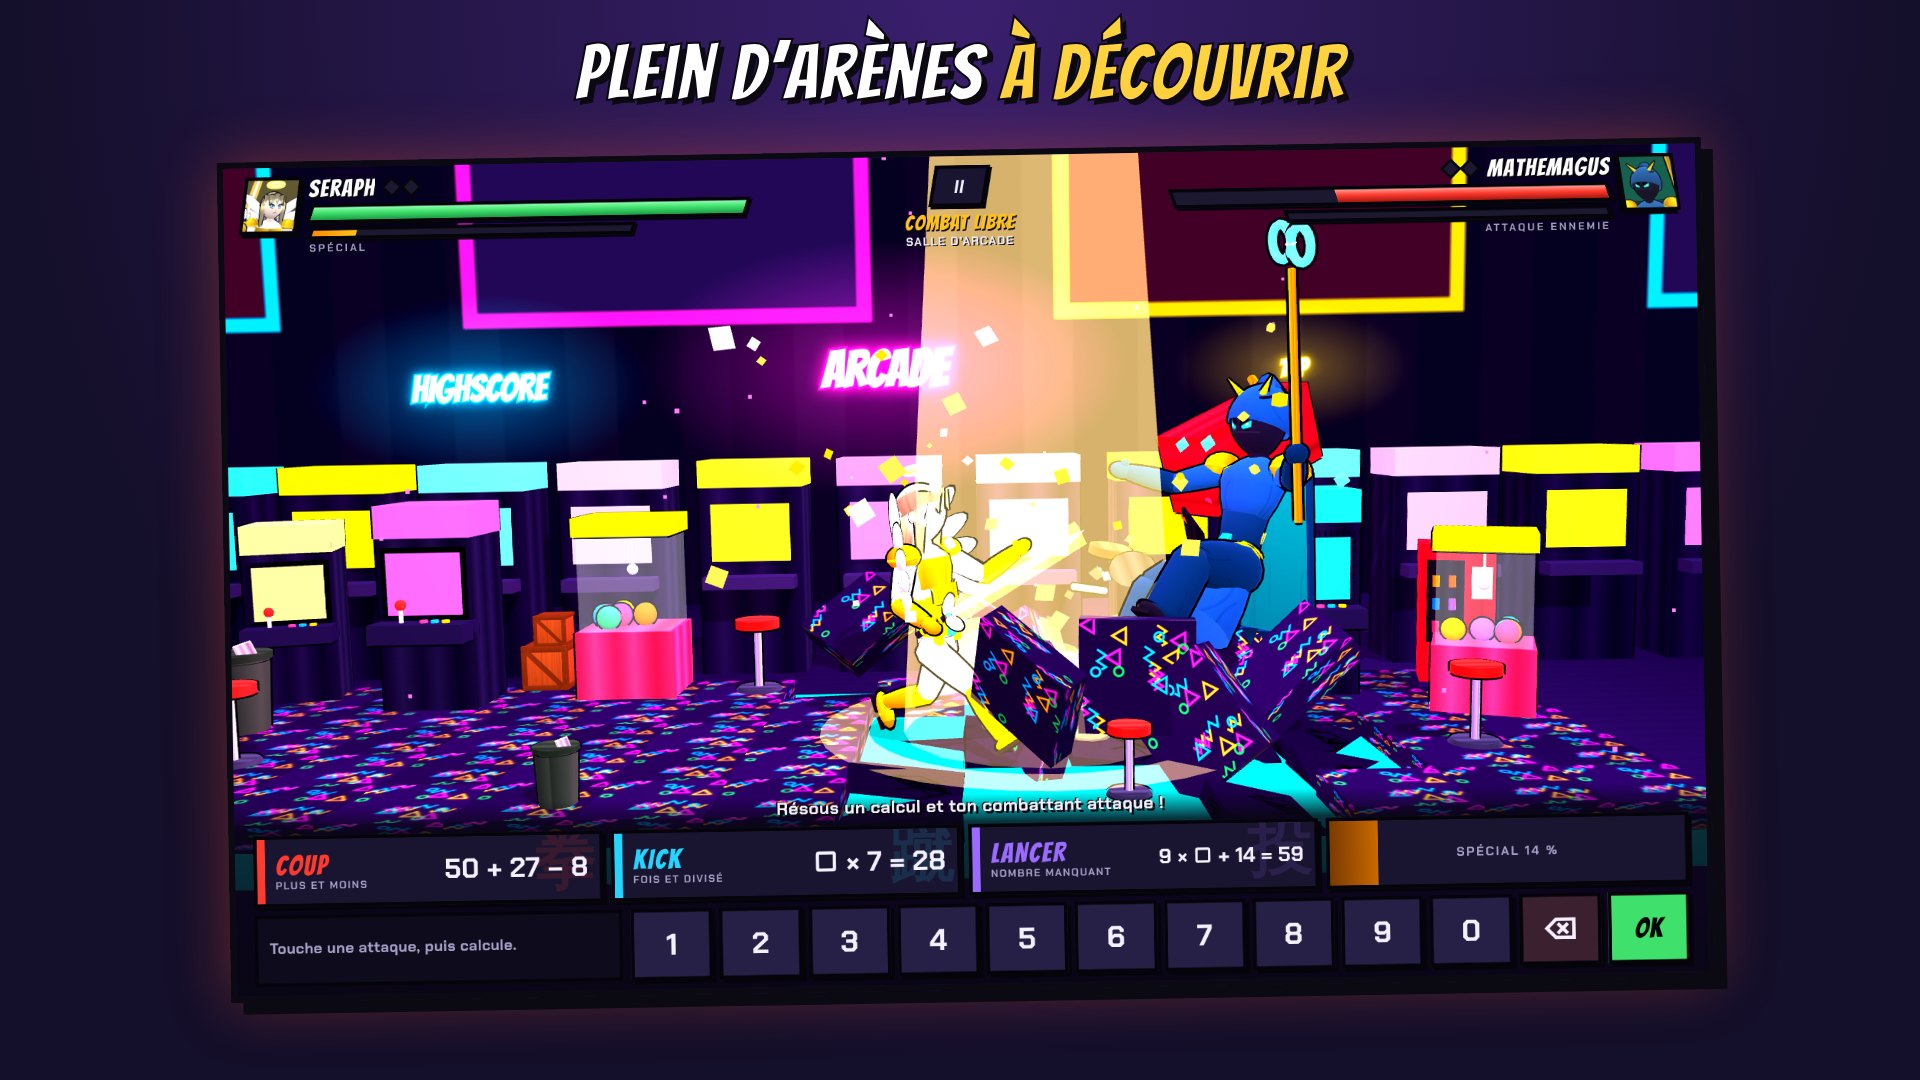 PLEIN D'ARÈNES À DÉCOUVRIR
SERAPH
SPÉCIAL
COMBAT LIBRE
SALLE D'ARCADE
MATHEMAGUS
ATTAQUE ENNEMIE
HIGHSCORE
ARCADE
Résous un calcul et ton combattant attaque !
COUP
PLUS ET MOINS
50 + 27 – 8
拳
KICK
FOIS ET DIVISÉ
□ × 7 = 28
蹴
LANCER
NOMBRE MANQUANT
9 × □ + 14 = 59
投
SPÉCIAL 14 %
Touche une attaque, puis calcule.
1 2 3 4 5 6 7 8 9 0
OK